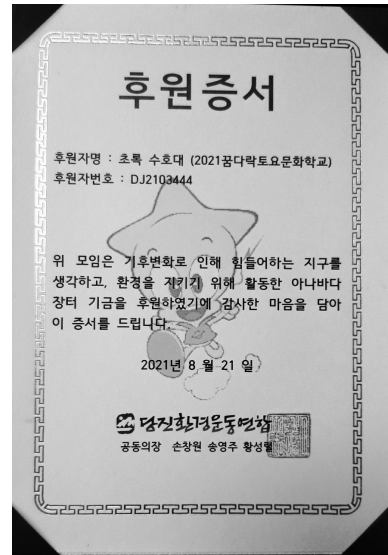 후원증서
후원자명 : 초록 수호대 (2021꿈다락토요문화학교)
후원자번호 : DJ2103444
위 모임은 기후변화로 인해 힘들어하는 지구를
생각하고, 환경을 지키기 위해 활동한 아나바다
장터 기금을 후원하였기에 감사한 마음을 담아
이 증서를 드립니다.
2021년 8 월 21 일
당진환경운동연합
공동의장 손창원 송영주 황성렬